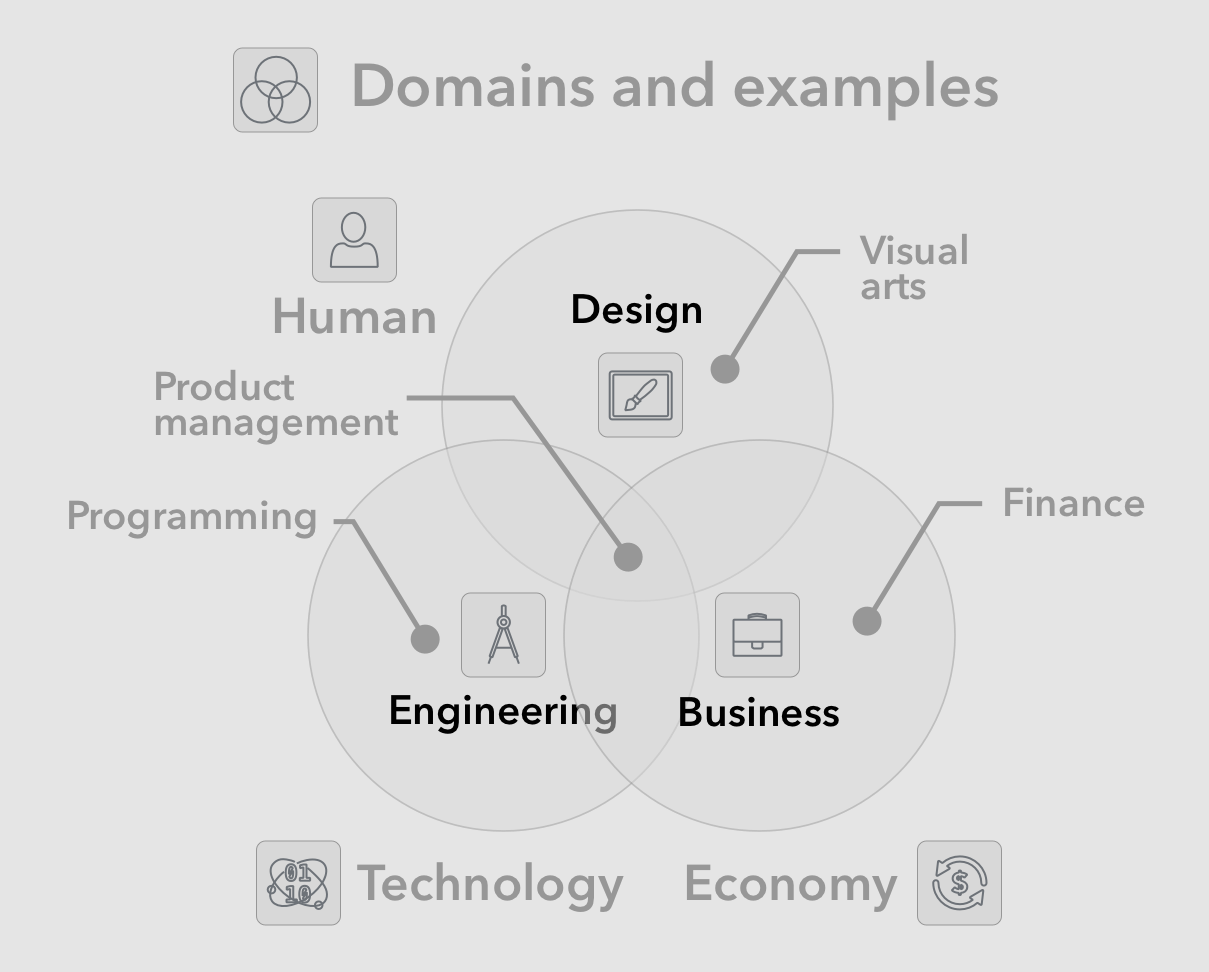 Domains and examples
Human
Design
Visual
arts
Product
management
Programming
Finance
Engineering
Business
01
10
Technology
Economy
$